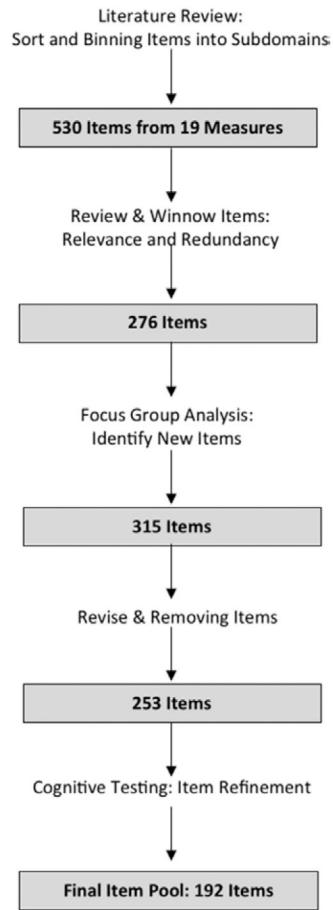 Literature Review:
Sort and Binning Items into Subdomains
530 Items from 19 Measures
Review & Winnow Items:
Relevance and Redundancy
276 Items
Focus Group Analysis:
Identify New Items
315 Items
Revise & Removing Items
253 Items
Cognitive Testing: Item Refinement
Final Item Pool: 192 Items